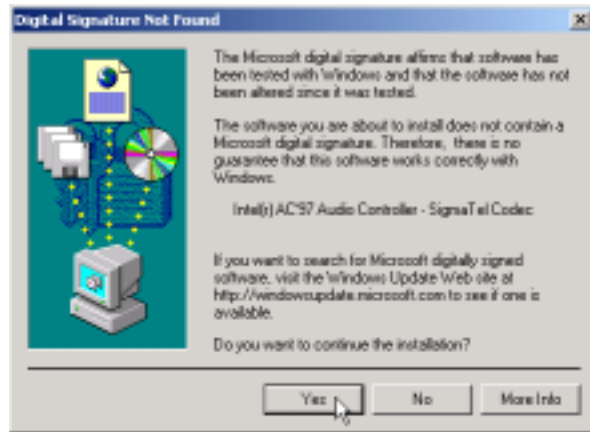 Digital Signature Not Found
The Microsoft digital signature affirms that software has
been tested with Windows and that the software has not
been altered since it was tested.
The software you are about to install does not contain a
Microsoft digital signature. Therefore, there is no
guarantee that this software works correctly with
Windows.
Intel(r) AC'97 Audio Controller - SigmaTel Codec
If you want to search for Microsoft digitally signed
software, visit the Windows Update Web site at
http://windowsupdate.microsoft.com to see if one is
available.
Do you want to continue the installation?
Yes No More Info